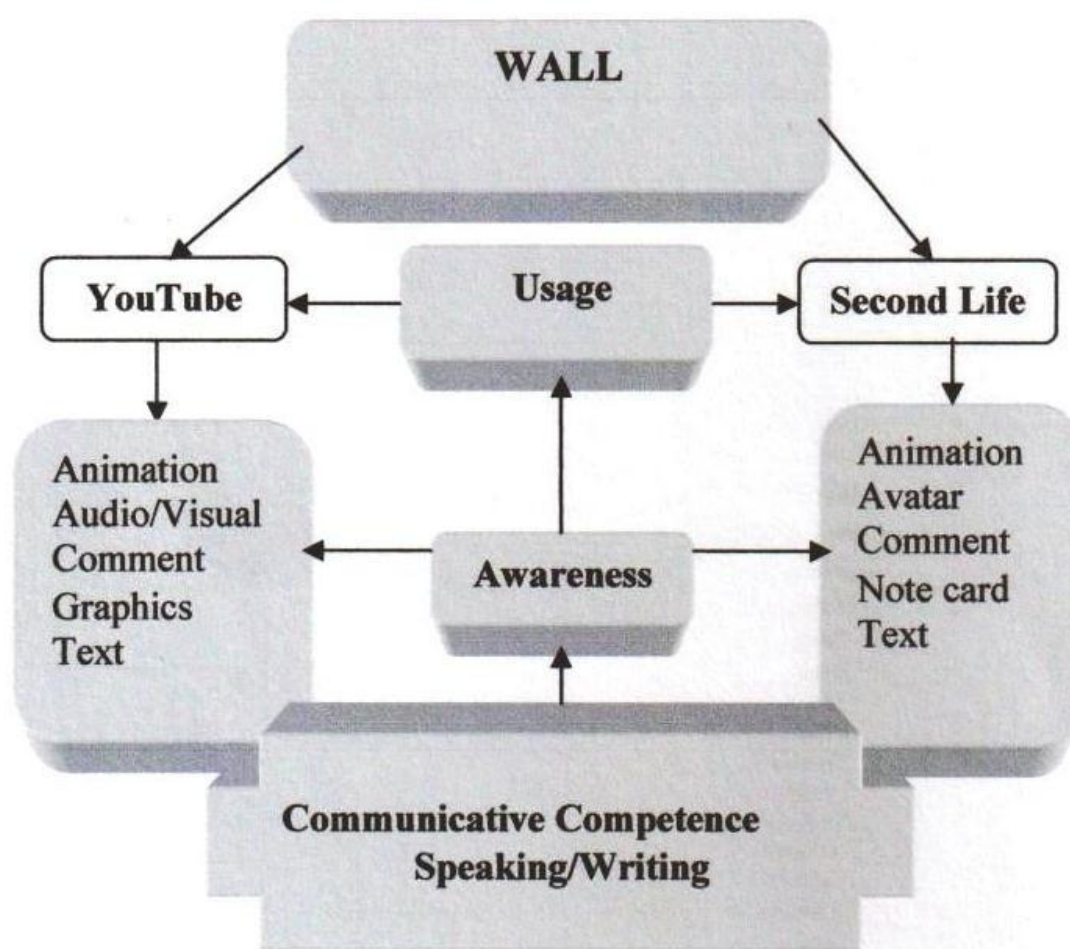 WALL
YouTube
Usage
Second Life
Animation
Audio/Visual
Comment
Graphics
Text
Awareness
Animation
Avatar
Comment
Note card
Text
Communicative Competence
Speaking/Writing